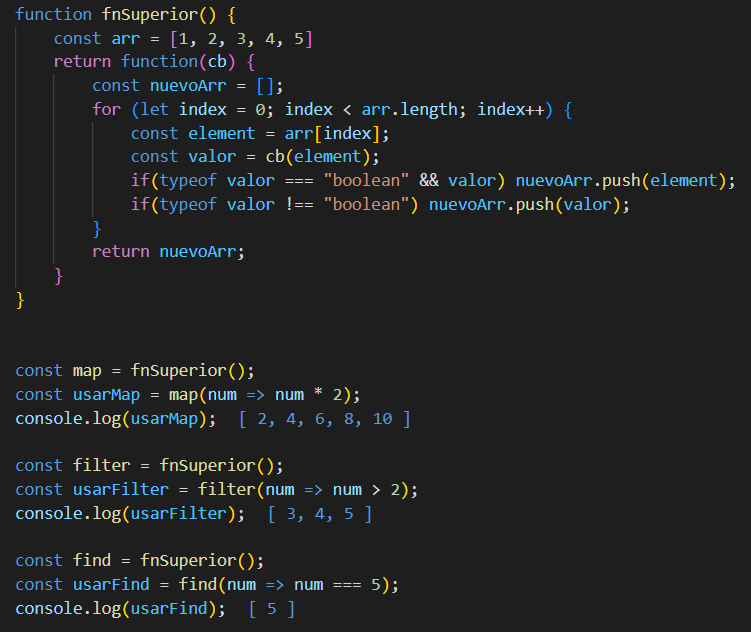 function fnSuperior() {
    const arr = [1, 2, 3, 4, 5]
    return function(cb) {
        const nuevoArr = [];
        for (let index = 0; index < arr.length; index++) {
            const element = arr[index];
            const valor = cb(element);
            if(typeof valor === "boolean" && valor) nuevoArr.push(element);
            if(typeof valor !== "boolean") nuevoArr.push(valor);
        }
        return nuevoArr;
    }
}
const map = fnSuperior();
const usarMap = map(num => num * 2);
console.log(usarMap);  [ 2, 4, 6, 8, 10 ]
const filter = fnSuperior();
const usarFilter = filter(num => num > 2);
console.log(usarFilter);  [ 3, 4, 5 ]
const find = fnSuperior();
const usarFind = find(num => num === 5);
console.log(usarFind);  [ 5 ]